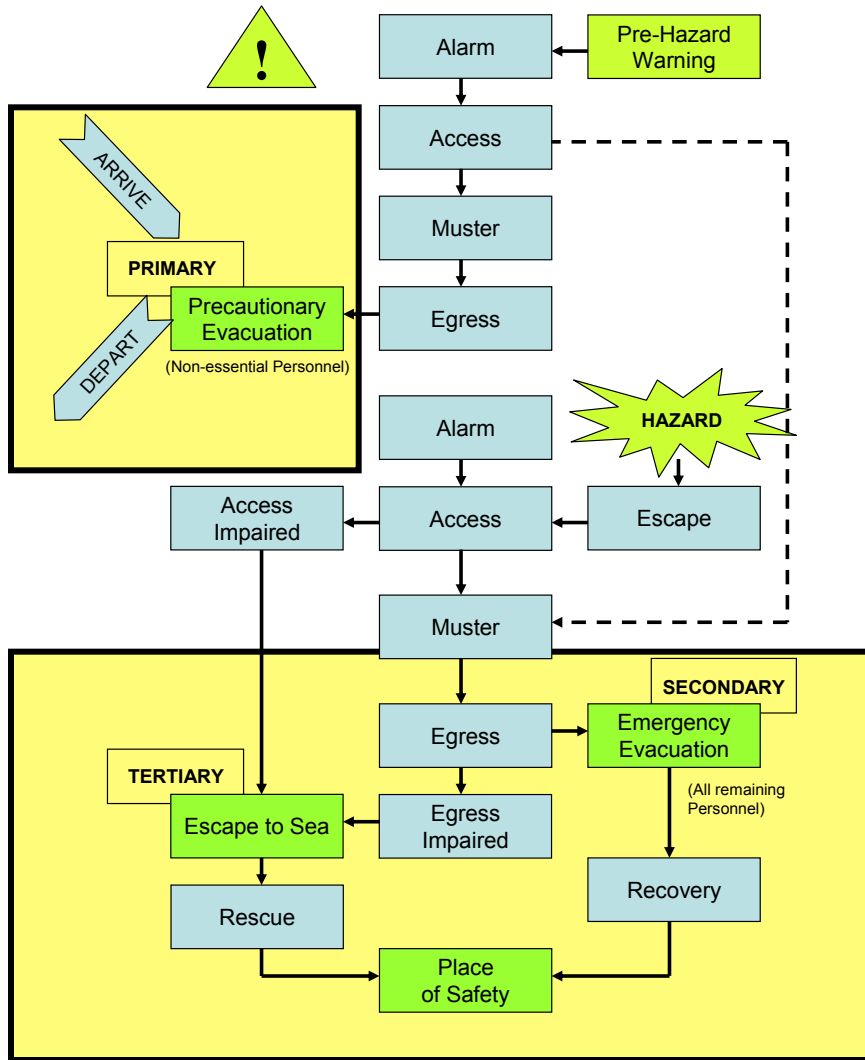 !
Alarm
Pre-Hazard
Warning
Access
ARRIVE
Muster
PRIMARY
Precautionary
Evacuation
Egress
DEPART
(Non-essential Personnel)
HAZARD
Alarm
Access
Impaired
Access
Escape
Muster
SECONDARY
Egress
Emergency
Evacuation
TERTIARY
(All remaining
Personnel)
Escape to Sea
Egress
Impaired
Rescue
Recovery
Place
of Safety